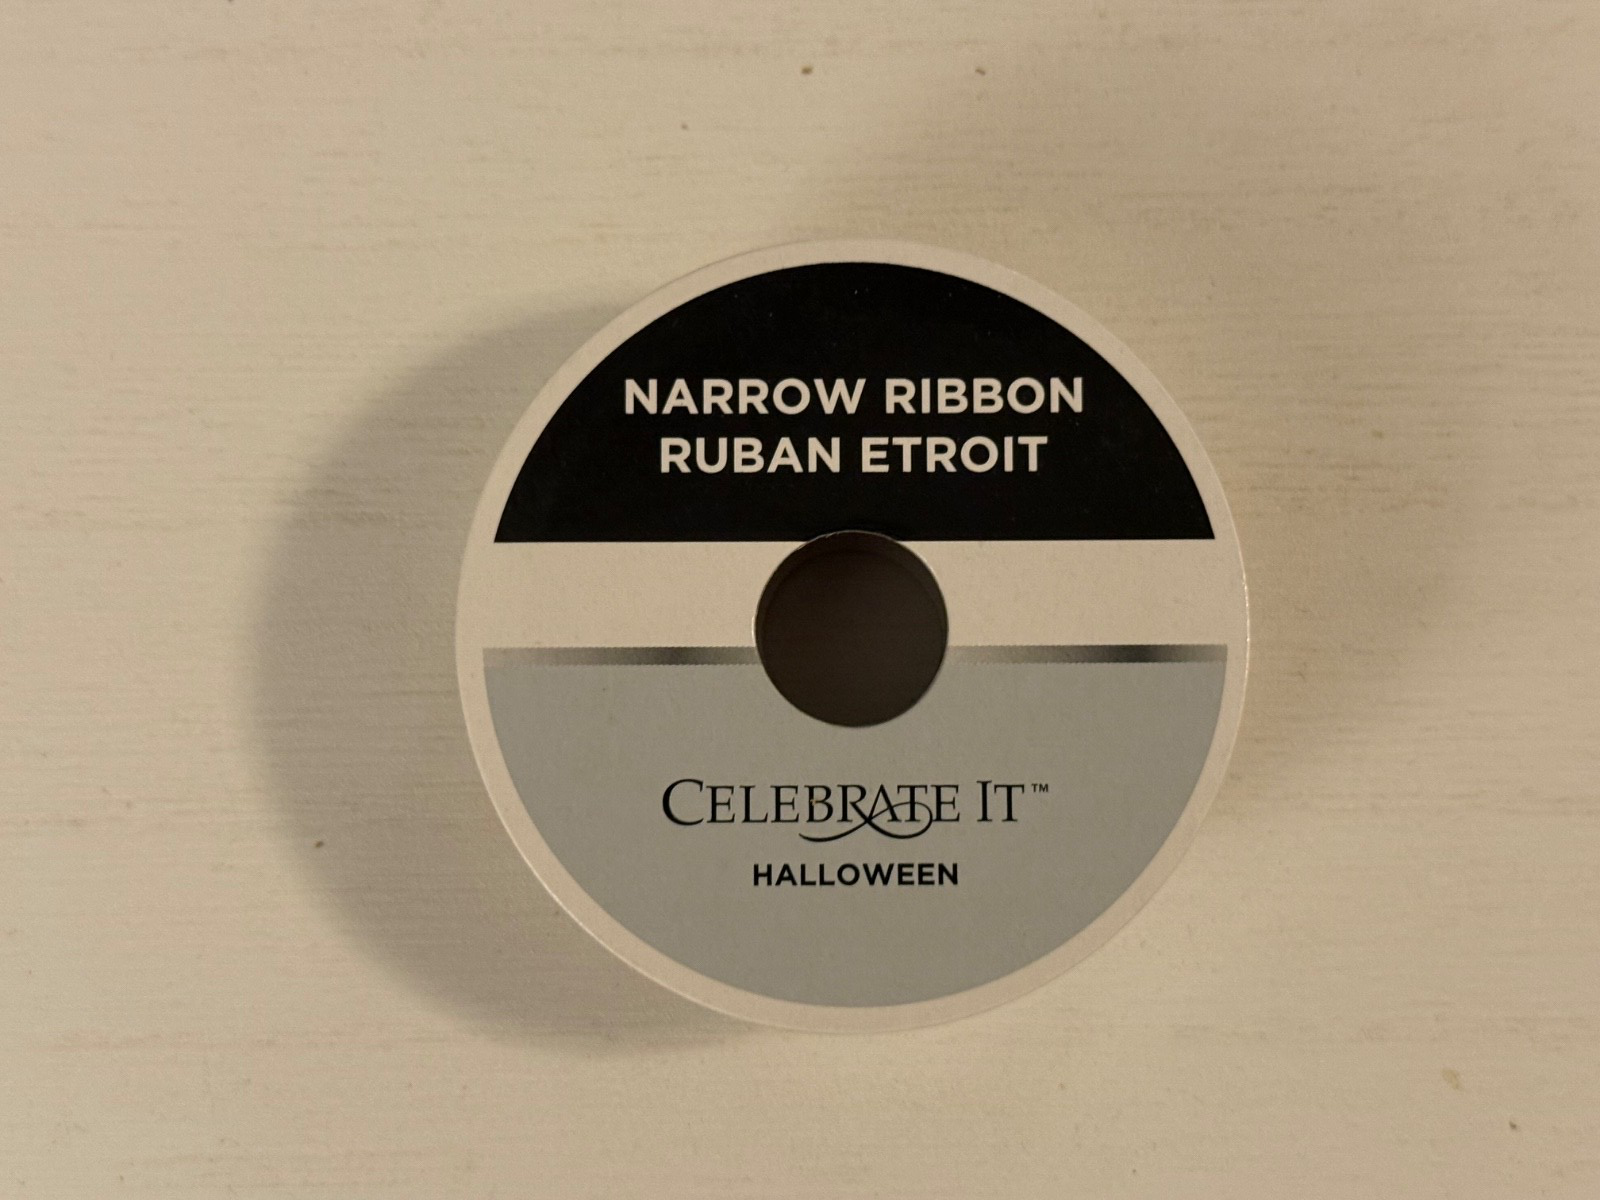 NARROW RIBBON
RUBAN ETROIT
CELEBRATE IT™
HALLOWEEN